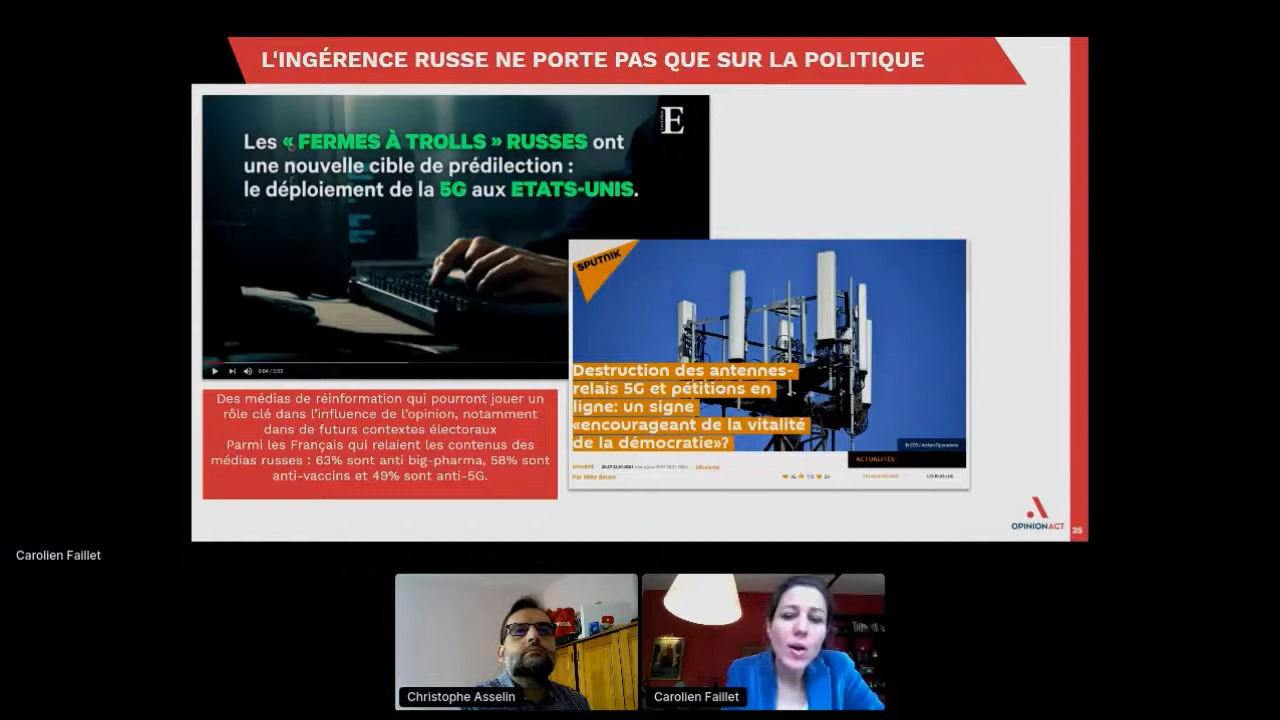 L'INGÉRENCE RUSSE NE PORTE PAS QUE SUR LA POLITIQUE
E
Les « FERMES À TROLLS » RUSSES ont
une nouvelle cible de prédilection :
le déploiement de la 5G aux ETATS-UNIS.
0:04 / 2:03
SPUTNIK
Destruction des antennes-
relais 5G et pétitions en
ligne: un signe
«encourageant de la vitalité
de la démocratie»?
ACTUALITÉS
Des médias de réinformation qui pourront jouer un
rôle clé dans l'influence de l'opinion, notamment
dans de futurs contextes électoraux
Parmi les Français qui relaient les contenus des
médias russes : 63% sont anti big-pharma, 58% sont
anti-vaccins et 49% sont anti-5G.
OPINIONACT
35
Carolien Faillet
Christophe Asselin
Carolien Faillet